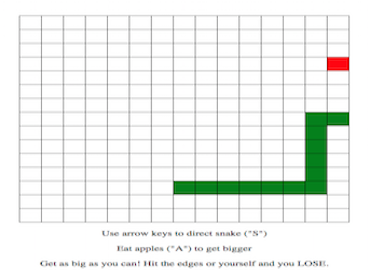 Use arrow keys to direct snake ("S")
Eat apples ("A") to get bigger
Get as big as you can! Hit the edges or yourself and you LOSE.